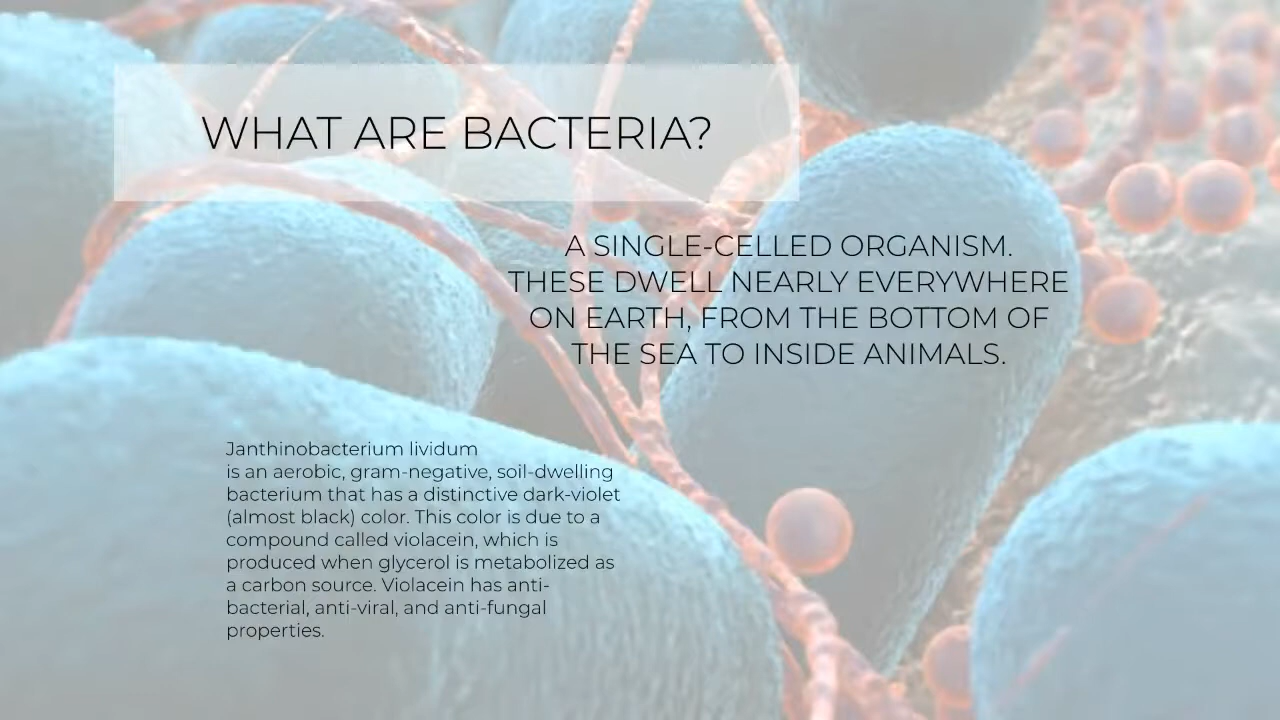 WHAT ARE BACTERIA?
A SINGLE-CELLED ORGANISM.
THESE DWELL NEARLY EVERYWHERE
ON EARTH, FROM THE BOTTOM OF
THE SEA TO INSIDE ANIMALS.
Janthinobacterium lividum
is an aerobic, gram-negative, soil-dwelling
bacterium that has a distinctive dark-violet
(almost black) color. This color is due to a
compound called violacein, which is
produced when glycerol is metabolized as
a carbon source. Violacein has anti-
bacterial, anti-viral, and anti-fungal
properties.